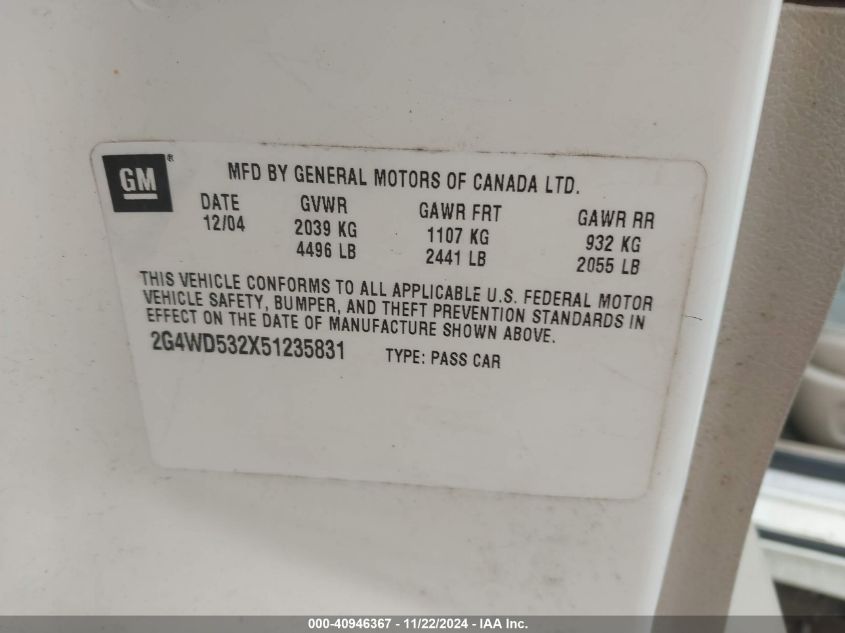 GM®
MFD BY GENERAL MOTORS OF CANADA LTD.
DATE GVWR GAWR FRT GAWR RR
12/04 2039 KG 1107 KG 932 KG
4496 LB 2441 LB 2055 LB
THIS VEHICLE CONFORMS TO ALL APPLICABLE U.S. FEDERAL MOTOR
VEHICLE SAFETY, BUMPER, AND THEFT PREVENTION STANDARDS IN
EFFECT ON THE DATE OF MANUFACTURE SHOWN ABOVE.
2G4WD532X51235831 TYPE: PASS CAR
000-40946367 - 11/22/2024 - IAA Inc.